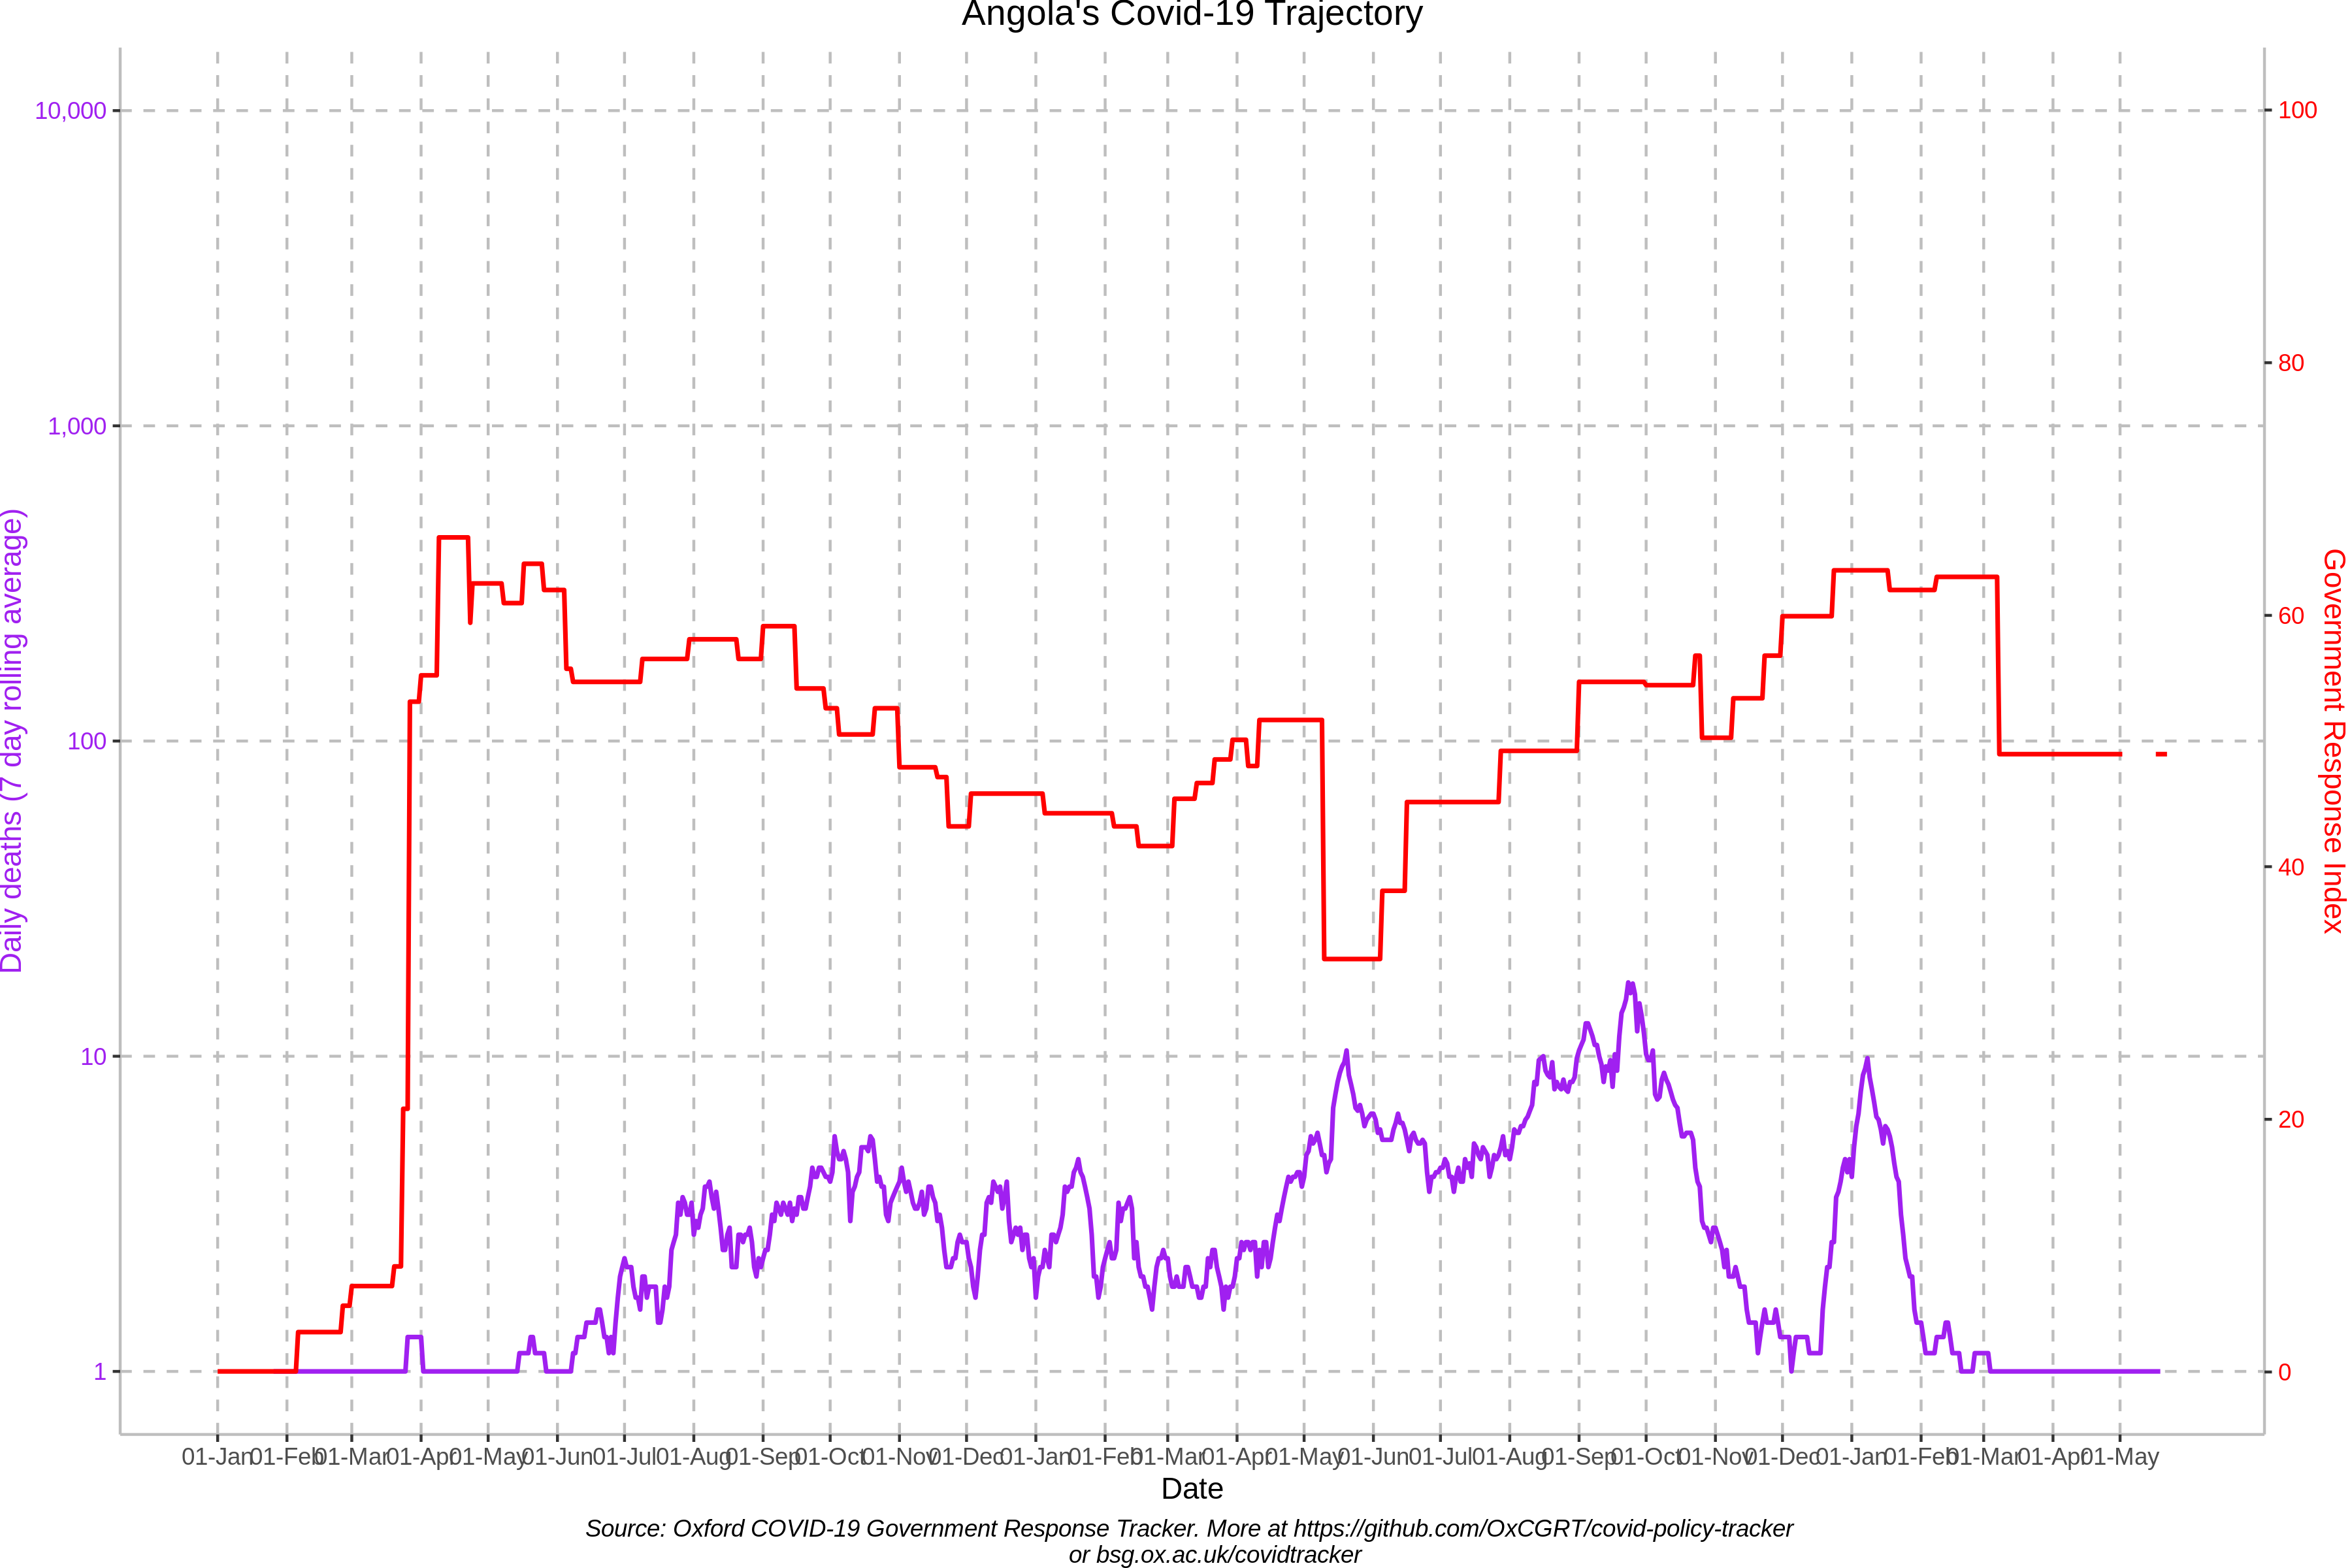 Angola's Covid-19 Trajectory
10,000
1,000
100
10
1
Daily deaths (7 day rolling average)
100
80
60
40
20
0
Government Response Index
01-Jan 01-Feb 01-Mar 01-Apr 01-May 01-Jun 01-Jul 01-Aug 01-Sep 01-Oct 01-Nov 01-Dec 01-Jan 01-Feb 01-Mar 01-Apr 01-May 01-Jun 01-Jul 01-Aug 01-Sep 01-Oct 01-Nov 01-Dec 01-Jan 01-Feb 01-Mar 01-Apr 01-May
Date
Source: Oxford COVID-19 Government Response Tracker. More at https://github.com/OxCGRT/covid-policy-tracker
or bsg.ox.ac.uk/covidtracker